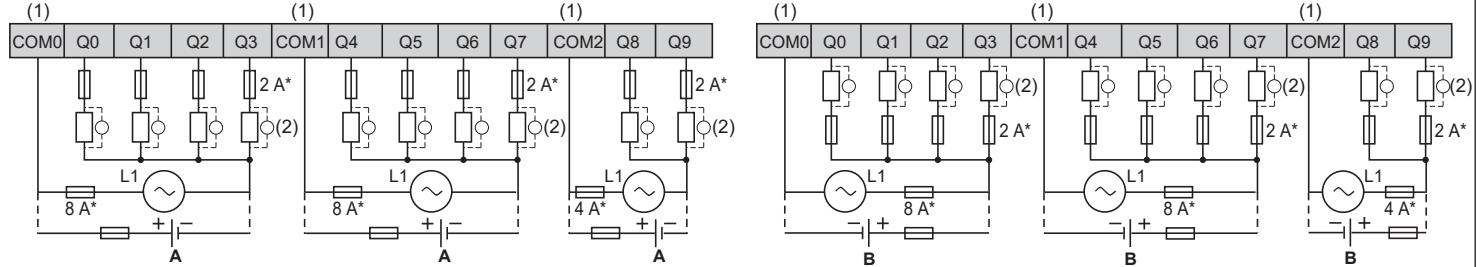 (1) (1) (1) (1) (1) (1)
COM0 Q0 Q1 Q2 Q3 COM1 Q4 Q5 Q6 Q7 COM2 Q8 Q9 COM0 Q0 Q1 Q2 Q3 COM1 Q4 Q5 Q6 Q7 COM2 Q8 Q9
2 A* 2 A* 2 A* (2) (2) (2)
(2) (2) (2) 2 A* 2 A* 2 A*
L1 L1 L1 L1 L1 L1
8 A* 8 A* 4 A* 8 A* 8 A* 4 A*
+ − + − + − − + − + − +
A A A B B B